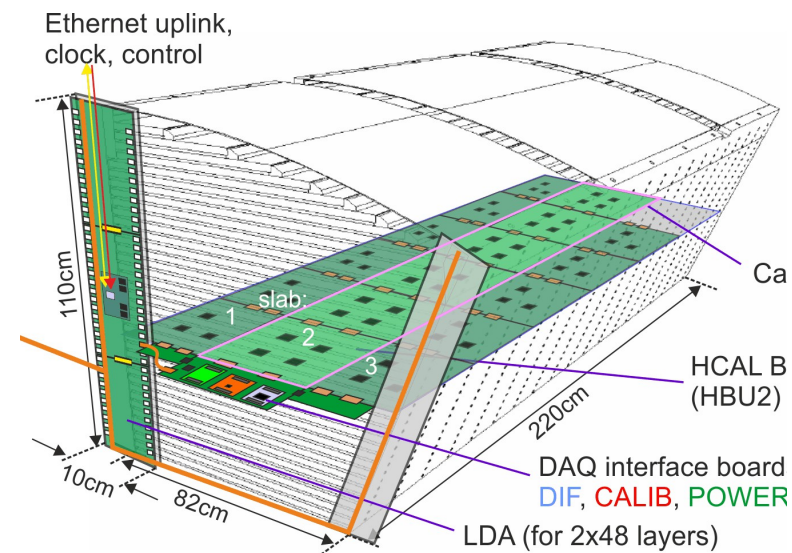 Ethernet uplink,
clock, control
110cm
slab:
1
2
3
Ca
HCAL B
(HBU2)
220cm
DAQ interface board
DIF, CALIB, POWER
10cm
82cm
LDA (for 2x48 layers)